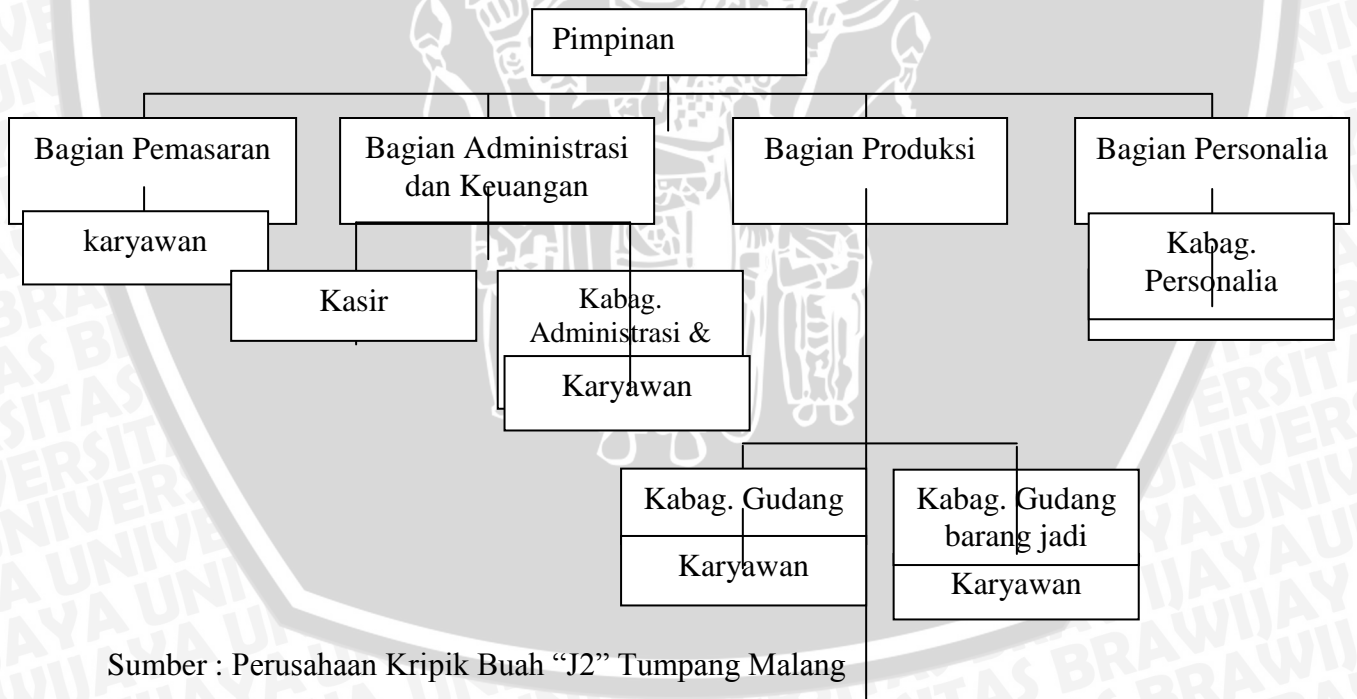 Pimpinan
Bagian Pemasaran
Bagian Administrasi
dan Keuangan
Bagian Produksi
Bagian Personalia
karyawan
Kasir
Kabag.
Administrasi &
Karyawan
Kabag.
Personalia
Kabag. Gudang
Karyawan
Kabag. Gudang
barang jadi
Karyawan
Sumber : Perusahaan Kripik Buah “J2” Tumpang Malang